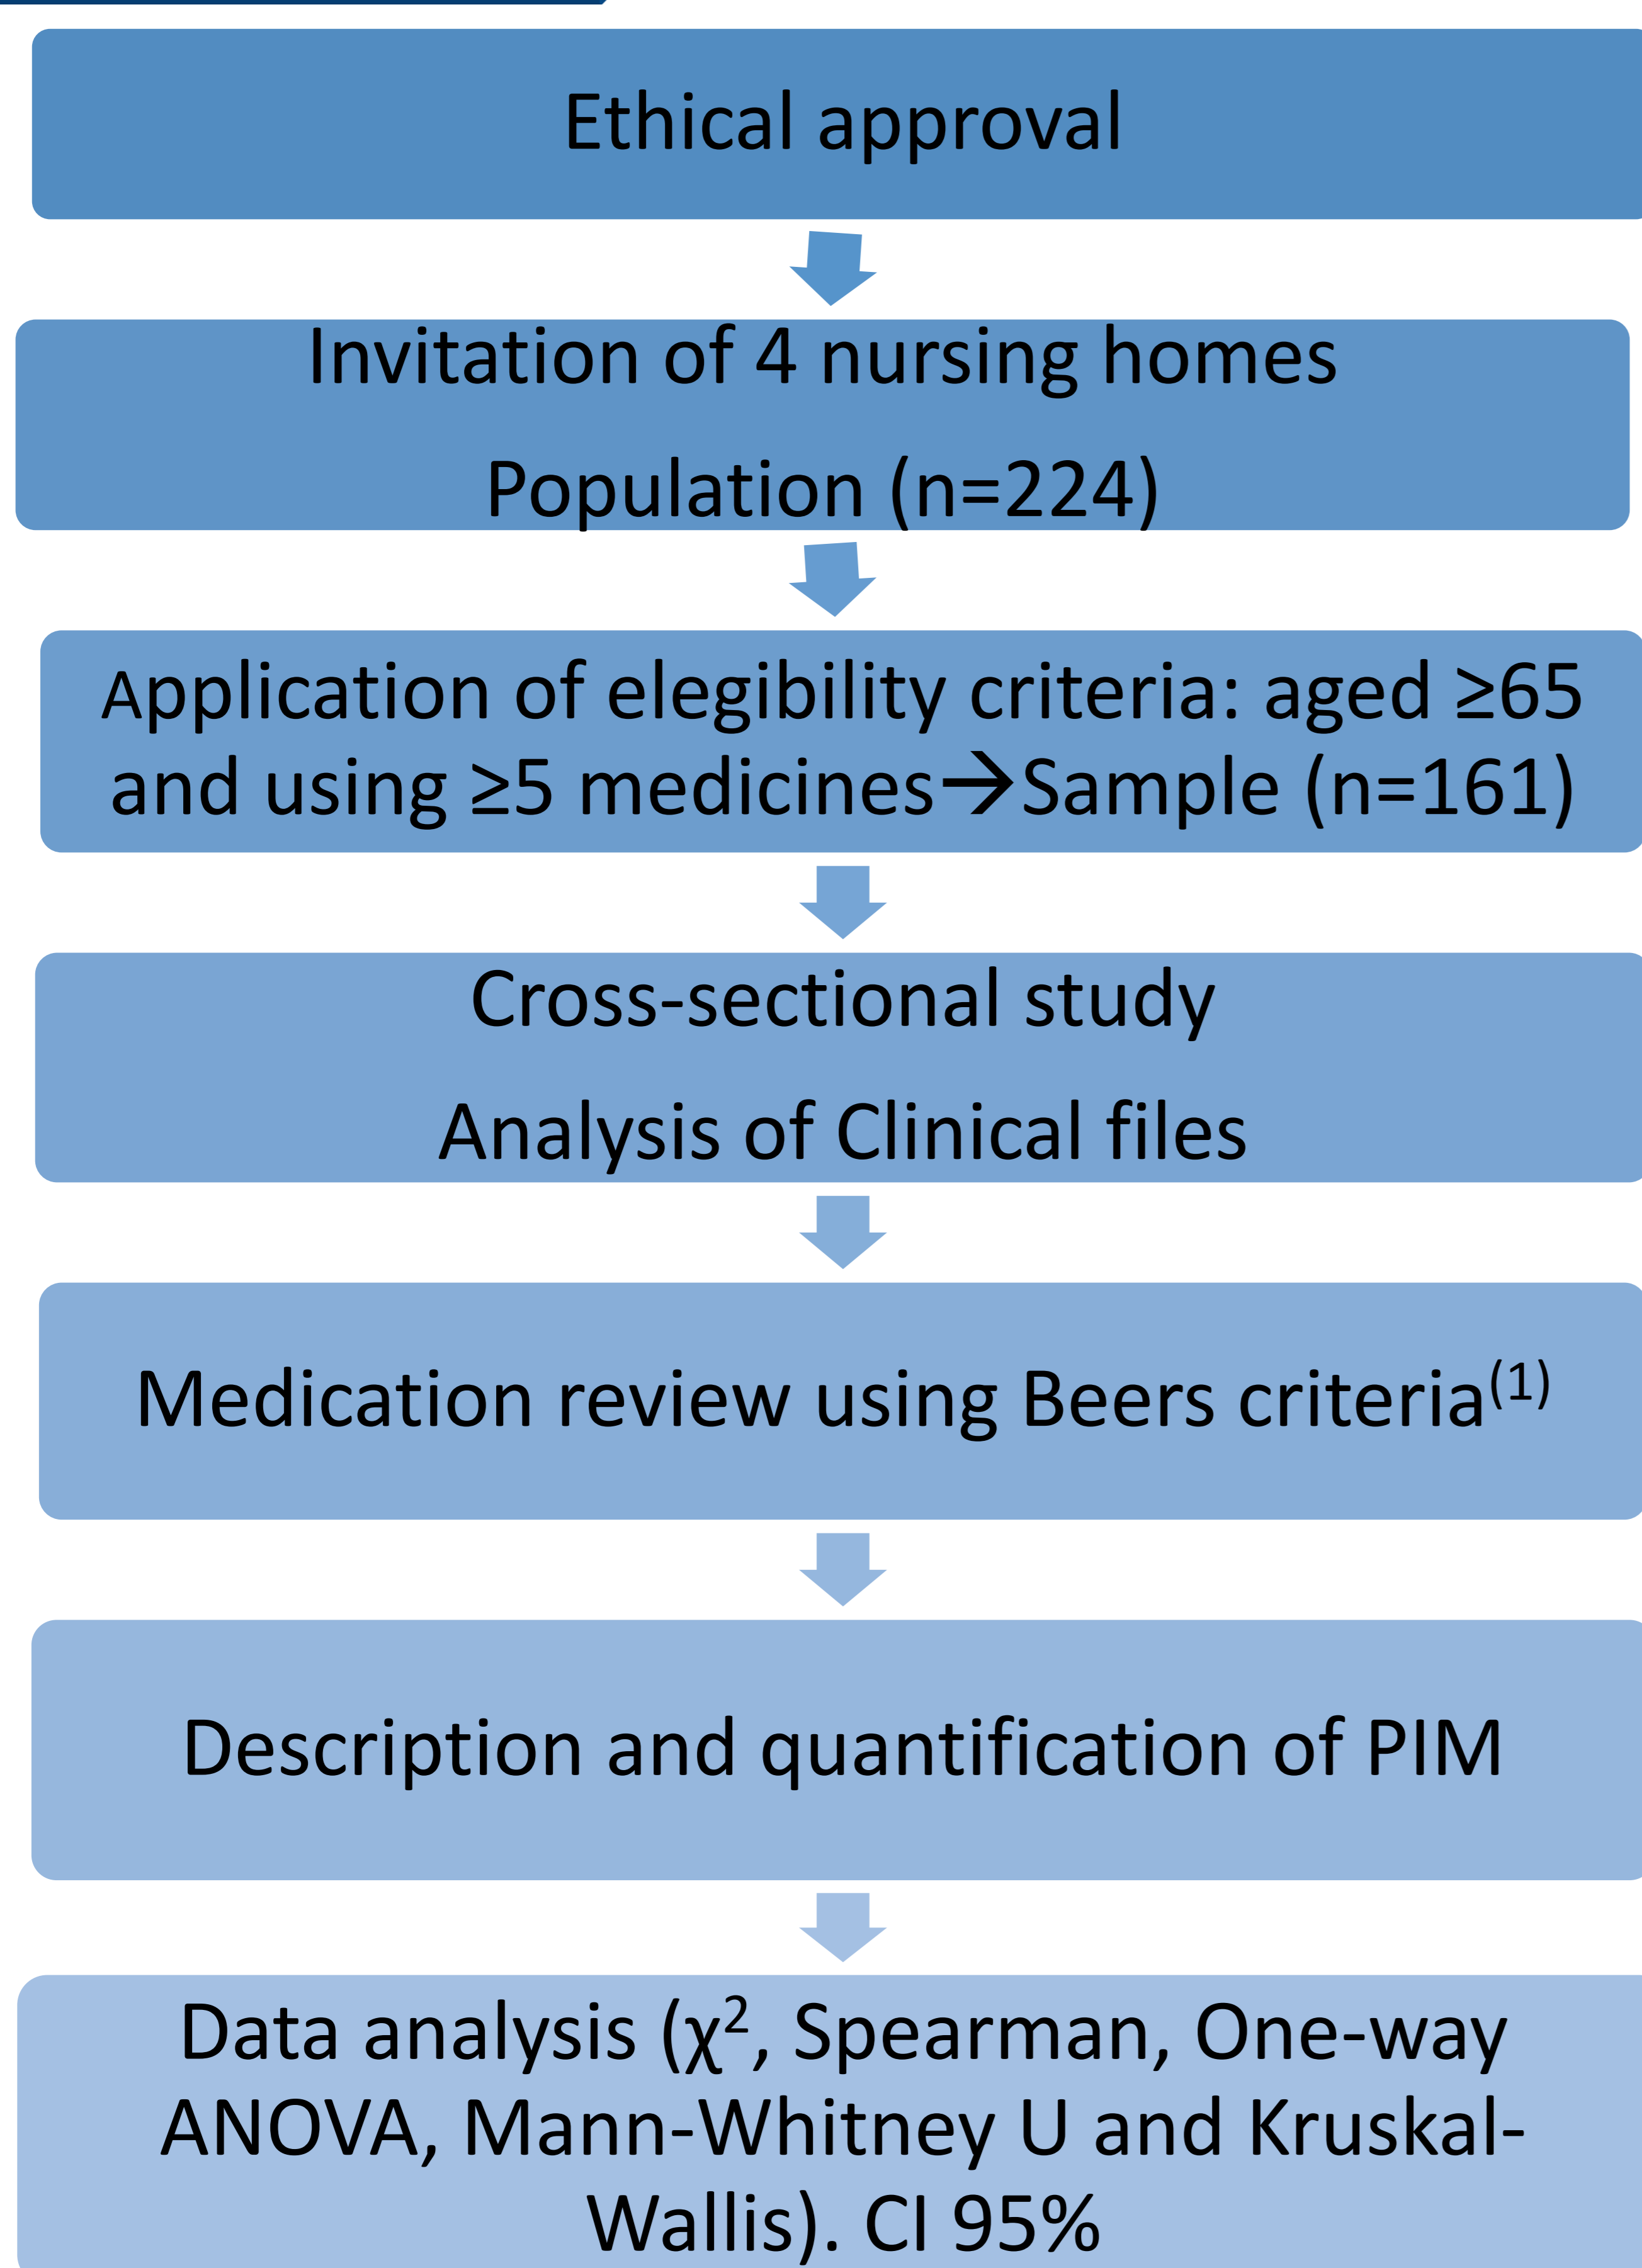 Ethical approval
Invitation of 4 nursing homes
Population (n=224)
Application of elegibility criteria: aged ≥65
and using ≥5 medicines→Sample (n=161)
Cross-sectional study
Analysis of Clinical files
Medication review using Beers criteria⁽¹⁾
Description and quantification of PIM
Data analysis (χ², Spearman, One-way
ANOVA, Mann-Whitney U and Kruskal-
Wallis). CI 95%